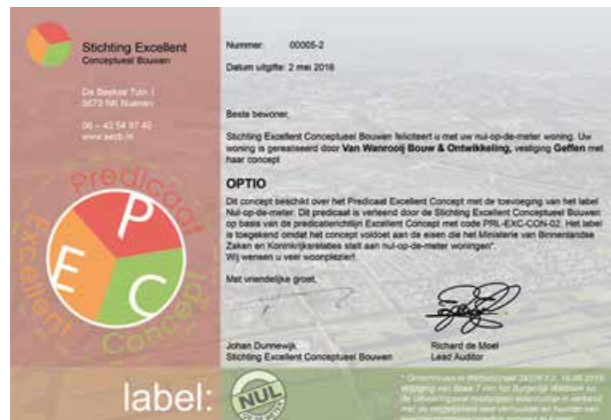 Stichting Excellent
Conceptueel Bouwen
De Beekse Tuin 1
5673 NK Nuenen
06 – 42 54 97 40
www.secb.nl
Predicaat
Excellent
Concept
P
E
C
label:
NUL
Nummer: 00005-2
Datum uitgifte: 2 mei 2016
Beste bewoner,
Stichting Excellent Conceptueel Bouwen feliciteert u met uw nul-op-de-meter woning. Uw
woning is gerealiseerd door Van Wanrooij Bouw & Ontwikkeling, vestiging Geffen met
haar concept
OPTIO
Dit concept beschikt over het Predicaat Excellent Concept met de toevoeging van het label
Nul-op-de-meter. Dit predicaat is verleend door de Stichting Excellent Conceptueel Bouwen
op basis van de predicaterichtlijn Excellent Concept met code PRL-EXC-CON-02. Het label
is toegekend omdat het concept voldoet aan de eisen die het Ministerie van Binnenlandse
Zaken en Koninkrijksrelaties stelt aan nul-op-de-meter woningen*.
Wij wensen u veel woonplezier!
Met vriendelijke groet,
Johan Dunnewijk
Stichting Excellent Conceptueel Bouwen
Richard de Moel
Lead Auditor